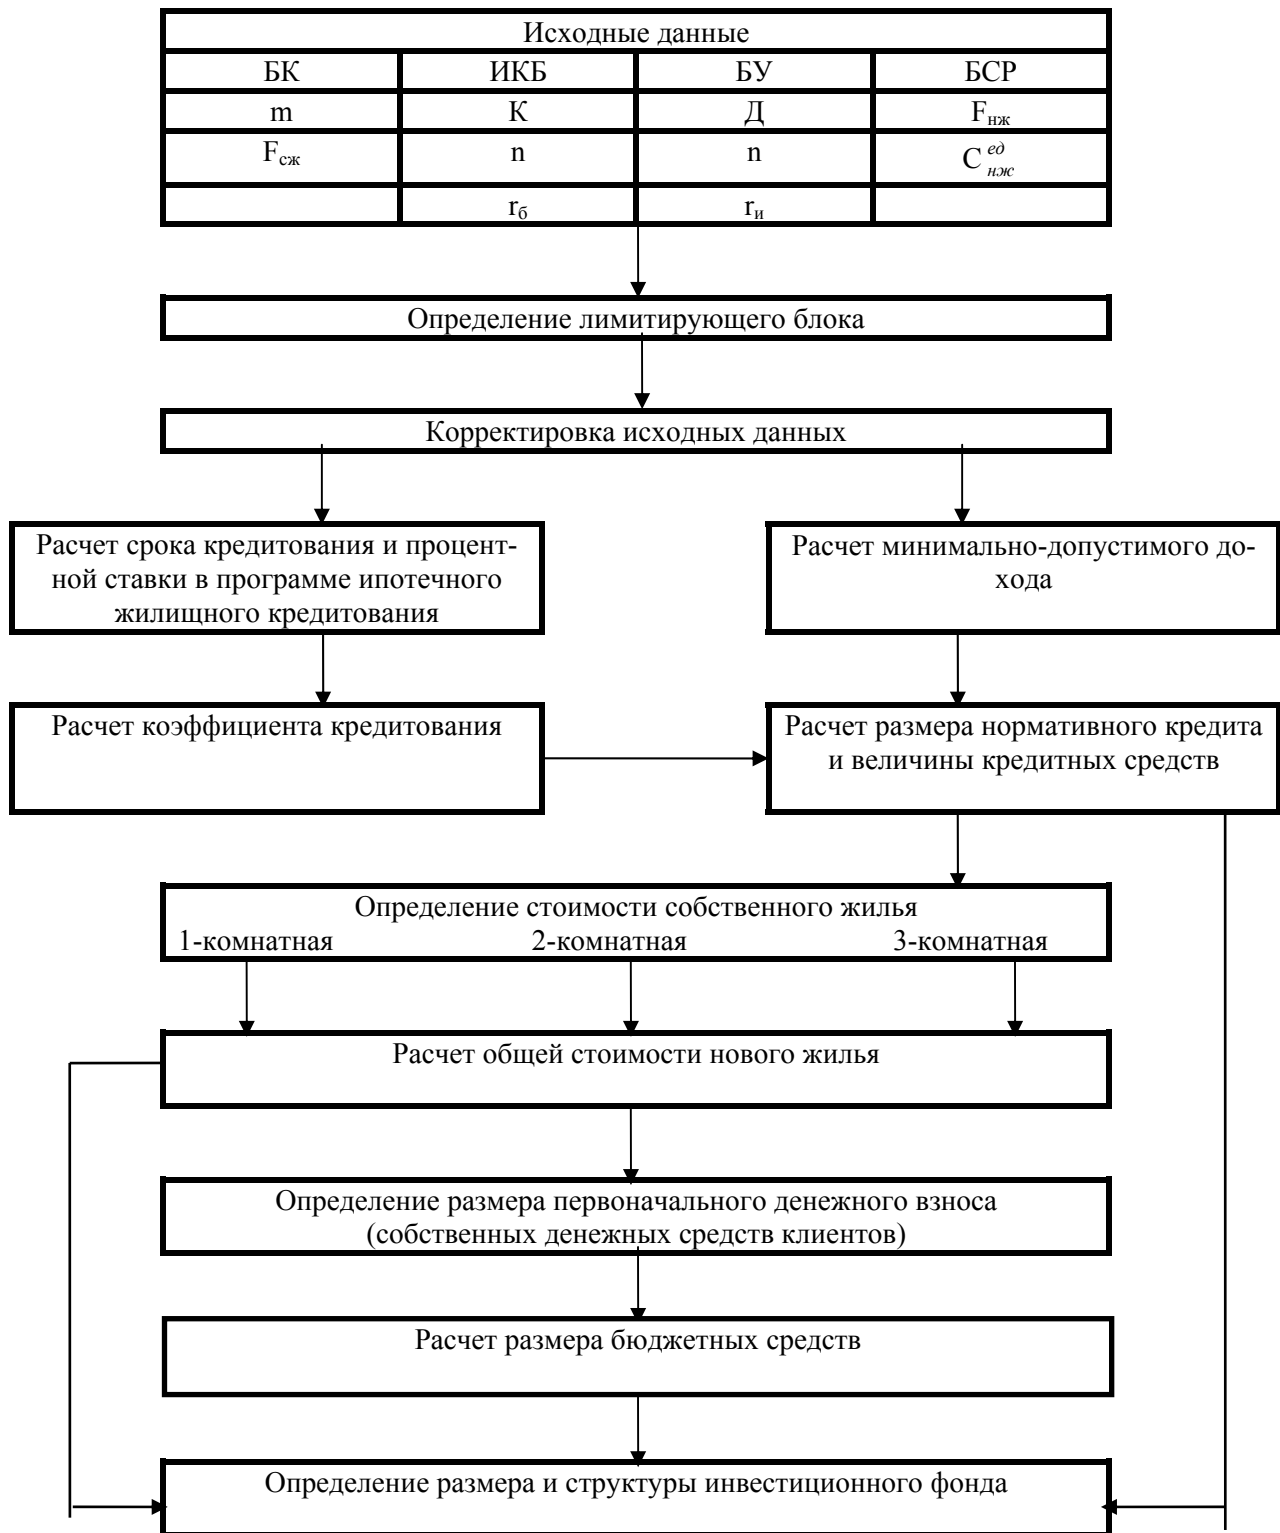 Исходные данные
БК ИКБ БУ БСР
m К Д Fнж
Fсж n n С ед нж
rб rи
Определение лимитирующего блока
Корректировка исходных данных
Расчет срока кредитования и процент-
ной ставки в программе ипотечного
жилищного кредитования
Расчет минимально-допустимого до-
хода
Расчет коэффициента кредитования
Расчет размера нормативного кредита
и величины кредитных средств
Определение стоимости собственного жилья
1-комнатная 2-комнатная 3-комнатная
Расчет общей стоимости нового жилья
Определение размера первоначального денежного взноса
(собственных денежных средств клиентов)
Расчет размера бюджетных средств
Определение размера и структуры инвестиционного фонда